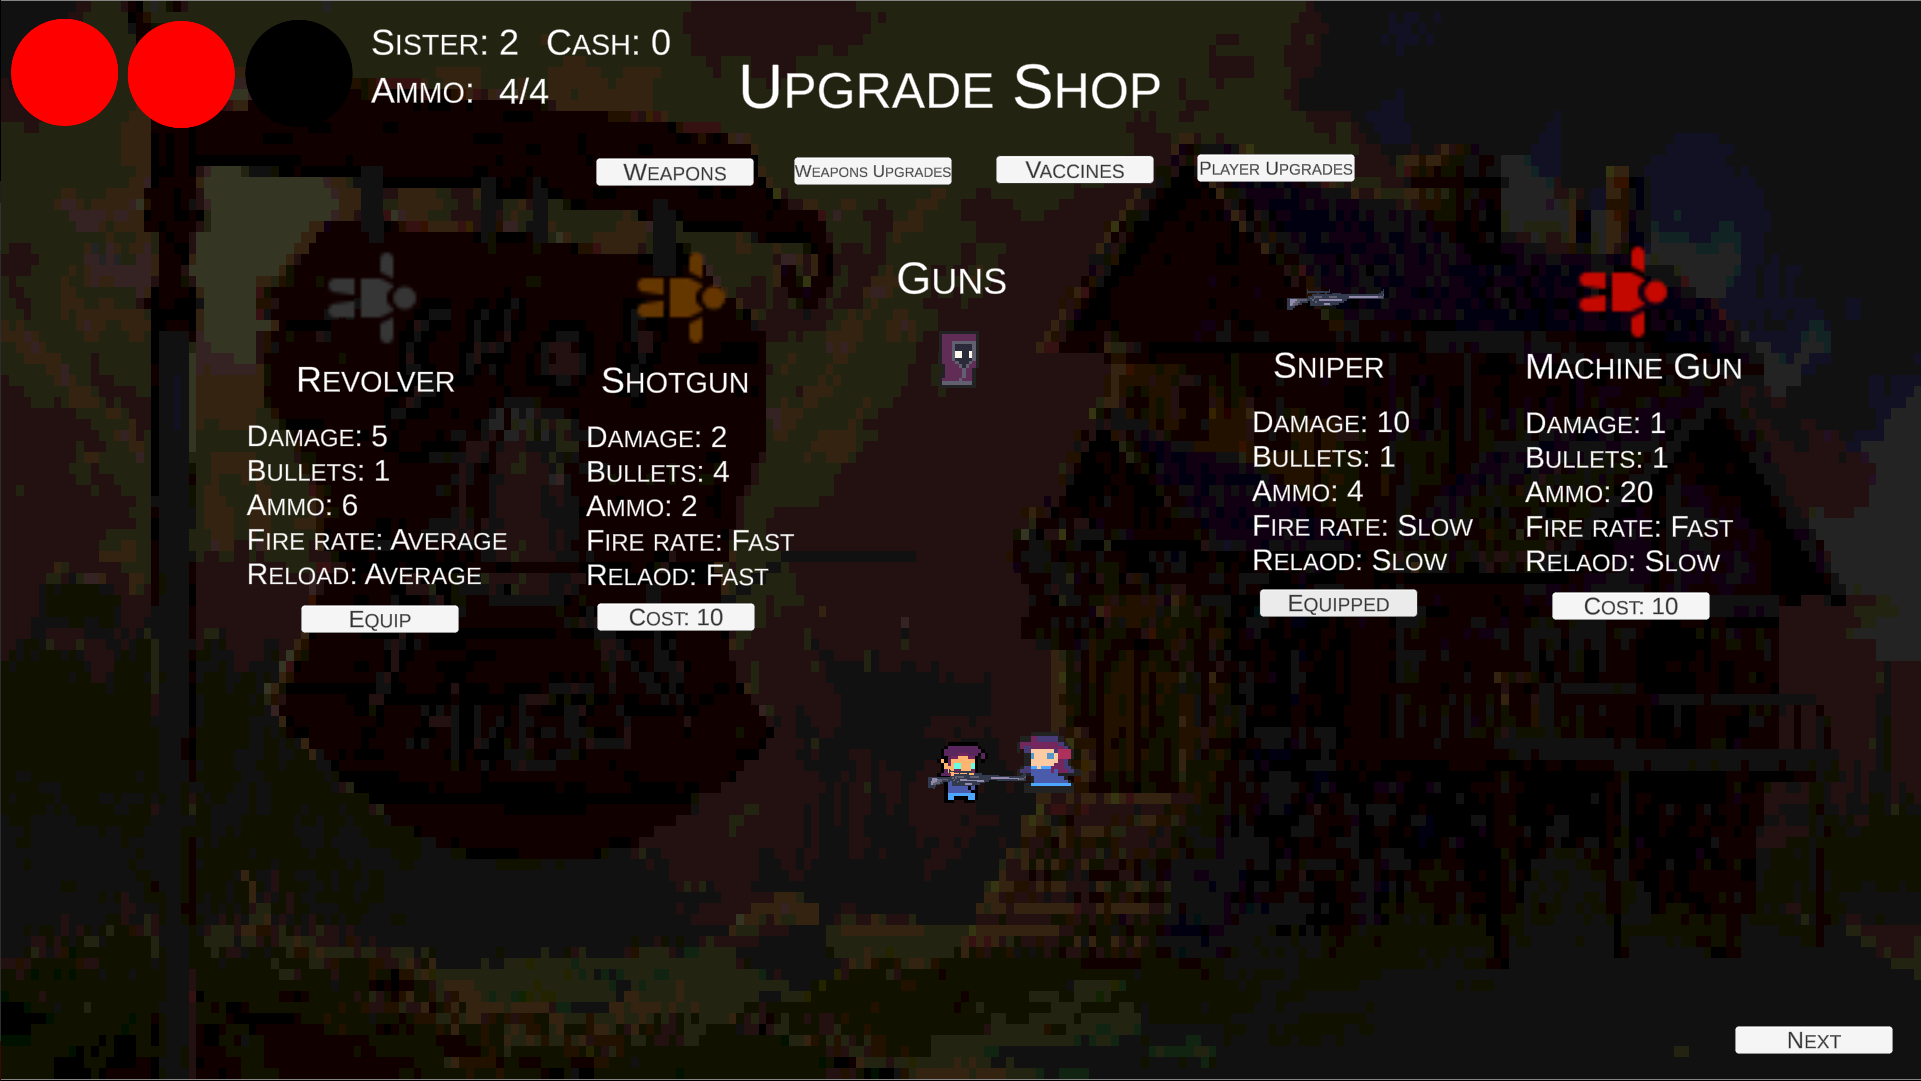 Sister: 2 Cash: 0
Ammo: 4/4
Upgrade Shop
Weapons
Weapons Upgrades
Vaccines
Player Upgrades
Guns
Revolver
Damage: 5
Bullets: 1
Ammo: 6
Fire rate: Average
Reload: Average
Equip
Shotgun
Damage: 2
Bullets: 4
Ammo: 2
Fire rate: Fast
Relaod: Fast
Cost: 10
Sniper
Damage: 10
Bullets: 1
Ammo: 4
Fire rate: Slow
Relaod: Slow
Equipped
Machine Gun
Damage: 1
Bullets: 1
Ammo: 20
Fire rate: Fast
Relaod: Slow
Cost: 10
Next